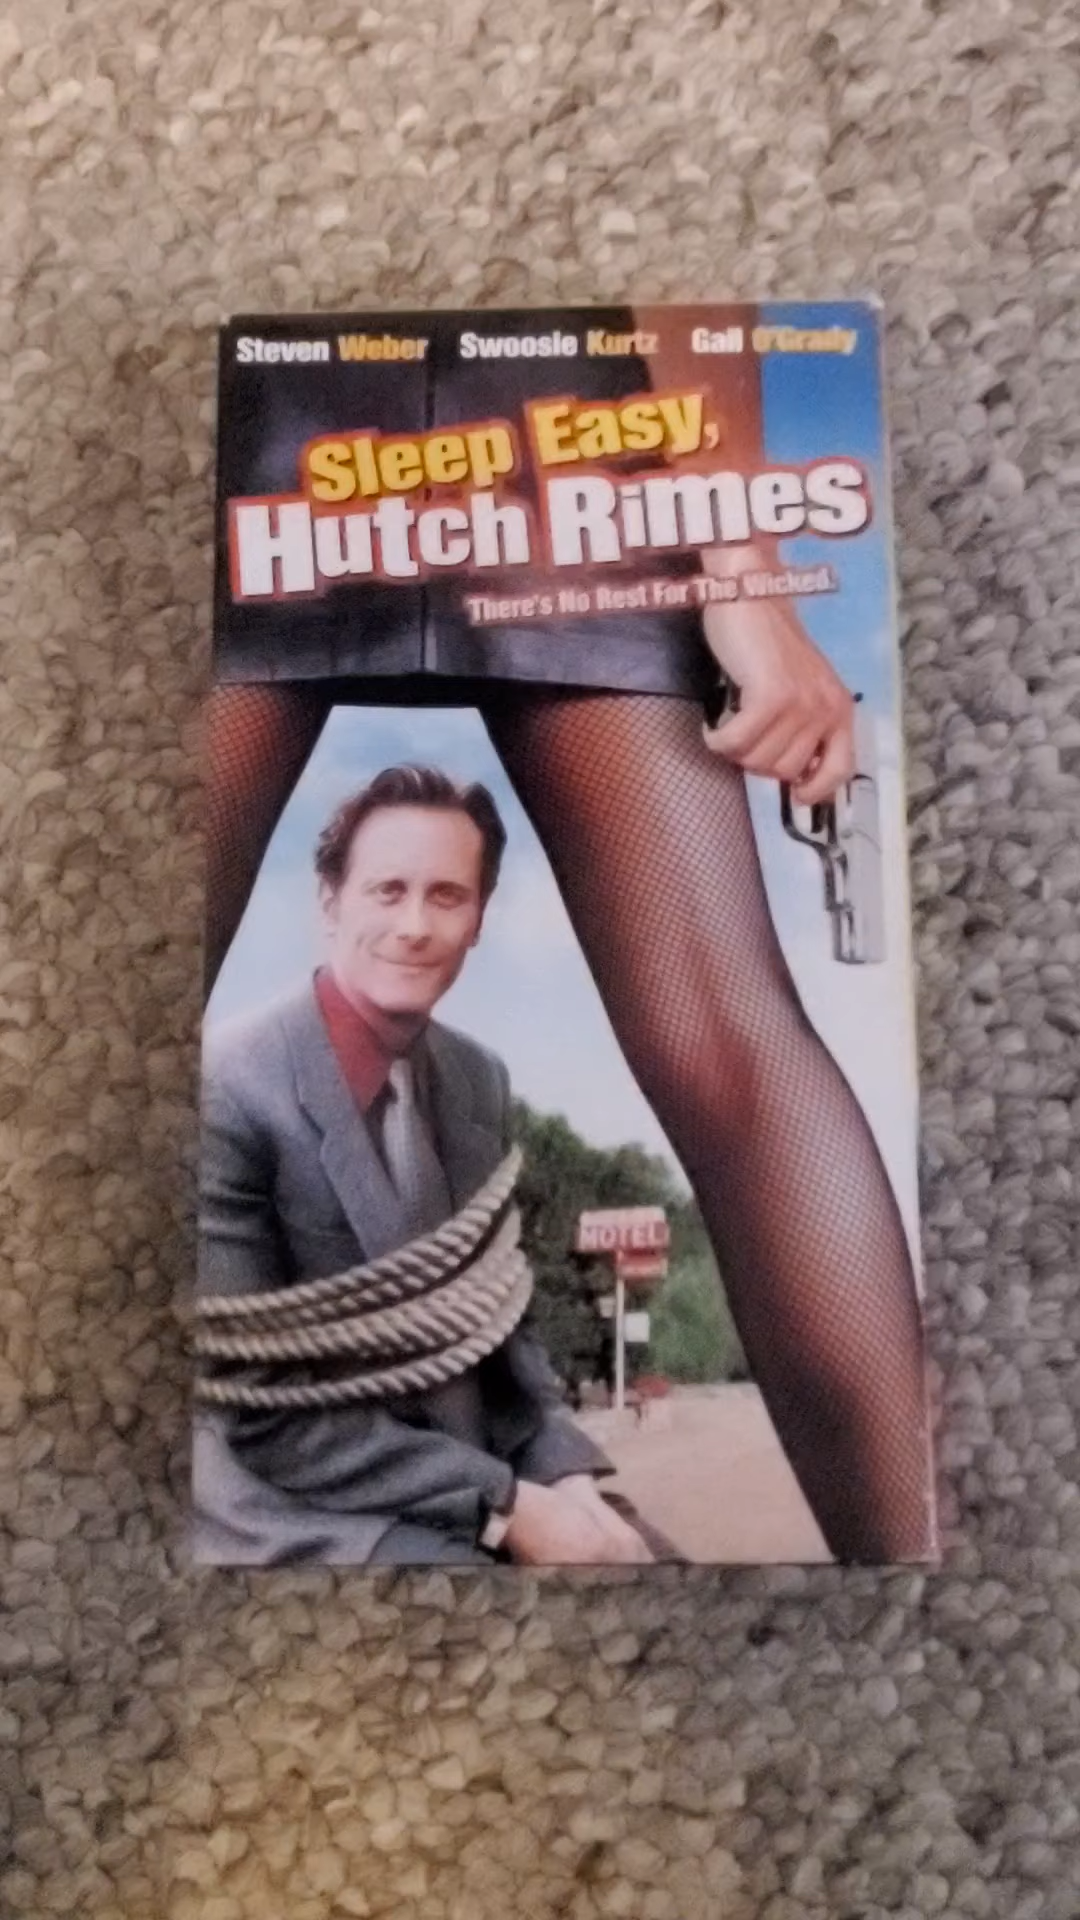 Steven Weber Swoosie Kurtz Gail O'Grady
Sleep Easy,
Hutch Rimes
There's No Rest For The Wicked.
MOTEL